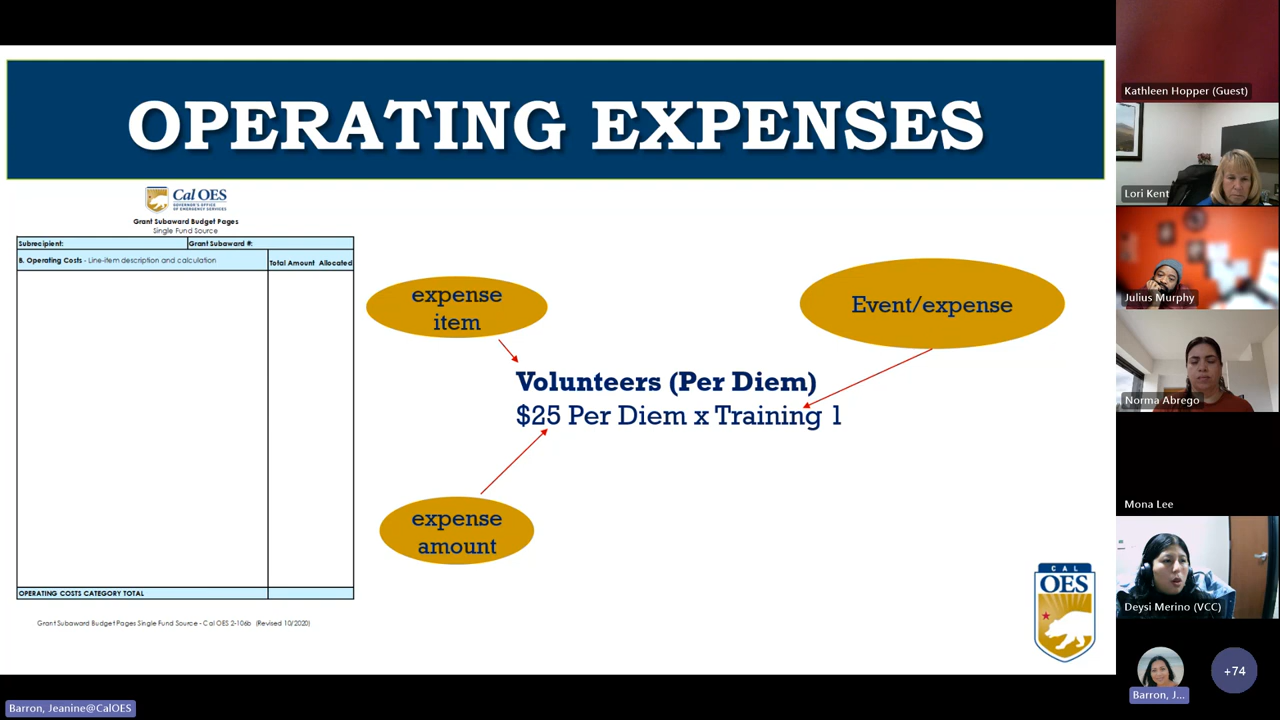 OPERATING EXPENSES
Cal OES
GOVERNOR'S OFFICE
OF EMERGENCY SERVICES
Grant Subaward Budget Pages
Single Fund Source
Subrecipient: Grant Subaward #:
B. Operating Costs - Line-item description and calculation Total Amount Allocated
OPERATING COSTS CATEGORY TOTAL
Grant Subaward Budget Pages Single Fund Source - Cal OES 2-106b (Revised 10/2020)
expense
item
Event/expense
Volunteers (Per Diem)
$25 Per Diem x Training 1
expense
amount
CAL
OES
Kathleen Hopper (Guest)
Lori Kent
Julius Murphy
Norma Abrego
Mona Lee
Deysi Merino (VCC)
Barron, J...
+74
Barron, Jeanine@CalOES